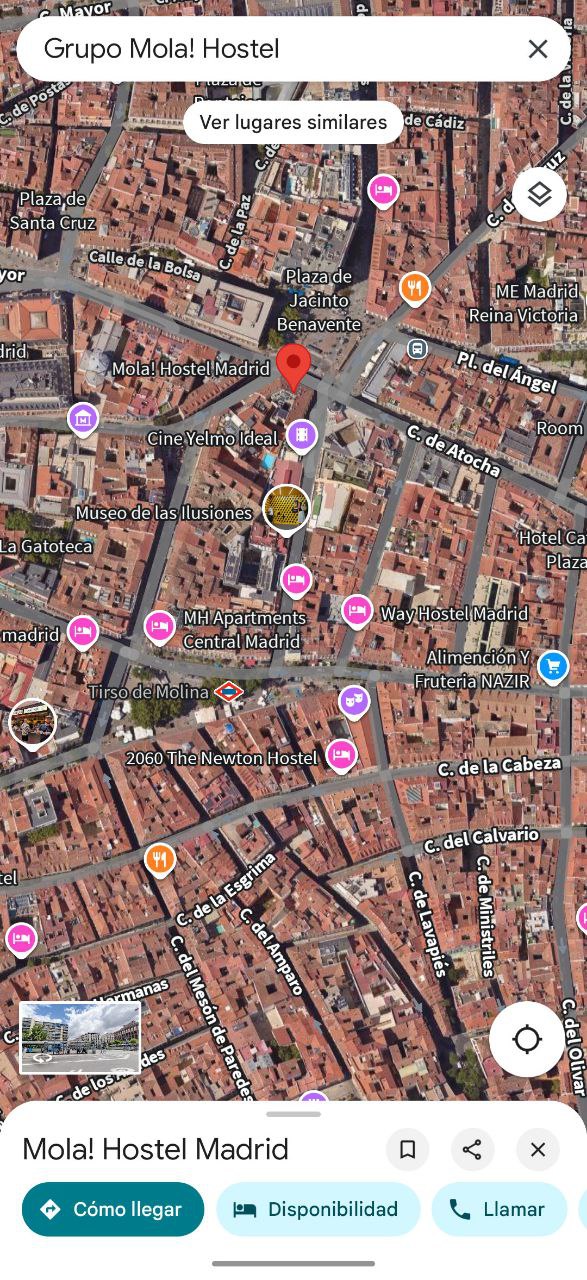 C. Mayor
Grupo Mola! Hostel
C. de Postas
Ver lugares similares
de Cádiz
Plaza de
Santa Cruz
C. de la Paz
Calle de la Bolsa
yor
Plaza de
Jacinto
Benavente
ME Madrid
Reina Victoria
drid
Mola! Hostel Madrid
Pl. del Ángel
Cine Yelmo Ideal
C. de Atocha
Room
Museo de las Ilusiones
La Gatoteca
Hotel Ca
Plaza
MH Apartments
Central Madrid
Way Hostel Madrid
madrid
Alimención Y
Fruteria NAZIR
Tirso de Molina
2060 The Newton Hostel
C. de la Cabeza
C. del Calvario
tel
C. de la Esgrima
C. de Lavapiés
C. de Ministriles
C. del Amparo
C. del Mesón de Paredes
C. del Olivar
Mola! Hostel Madrid
Cómo llegar
Disponibilidad
Llamar